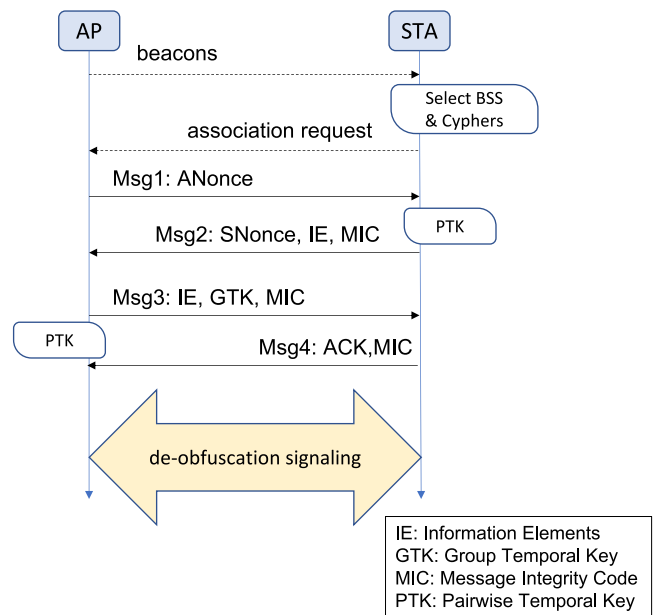 AP
STA
beacons
Select BSS
& Cyphers
association request
Msg1: ANonce
PTK
Msg2: SNonce, IE, MIC
Msg3: IE, GTK, MIC
PTK
Msg4: ACK,MIC
de-obfuscation signaling
IE: Information Elements
GTK: Group Temporal Key
MIC: Message Integrity Code
PTK: Pairwise Temporal Key